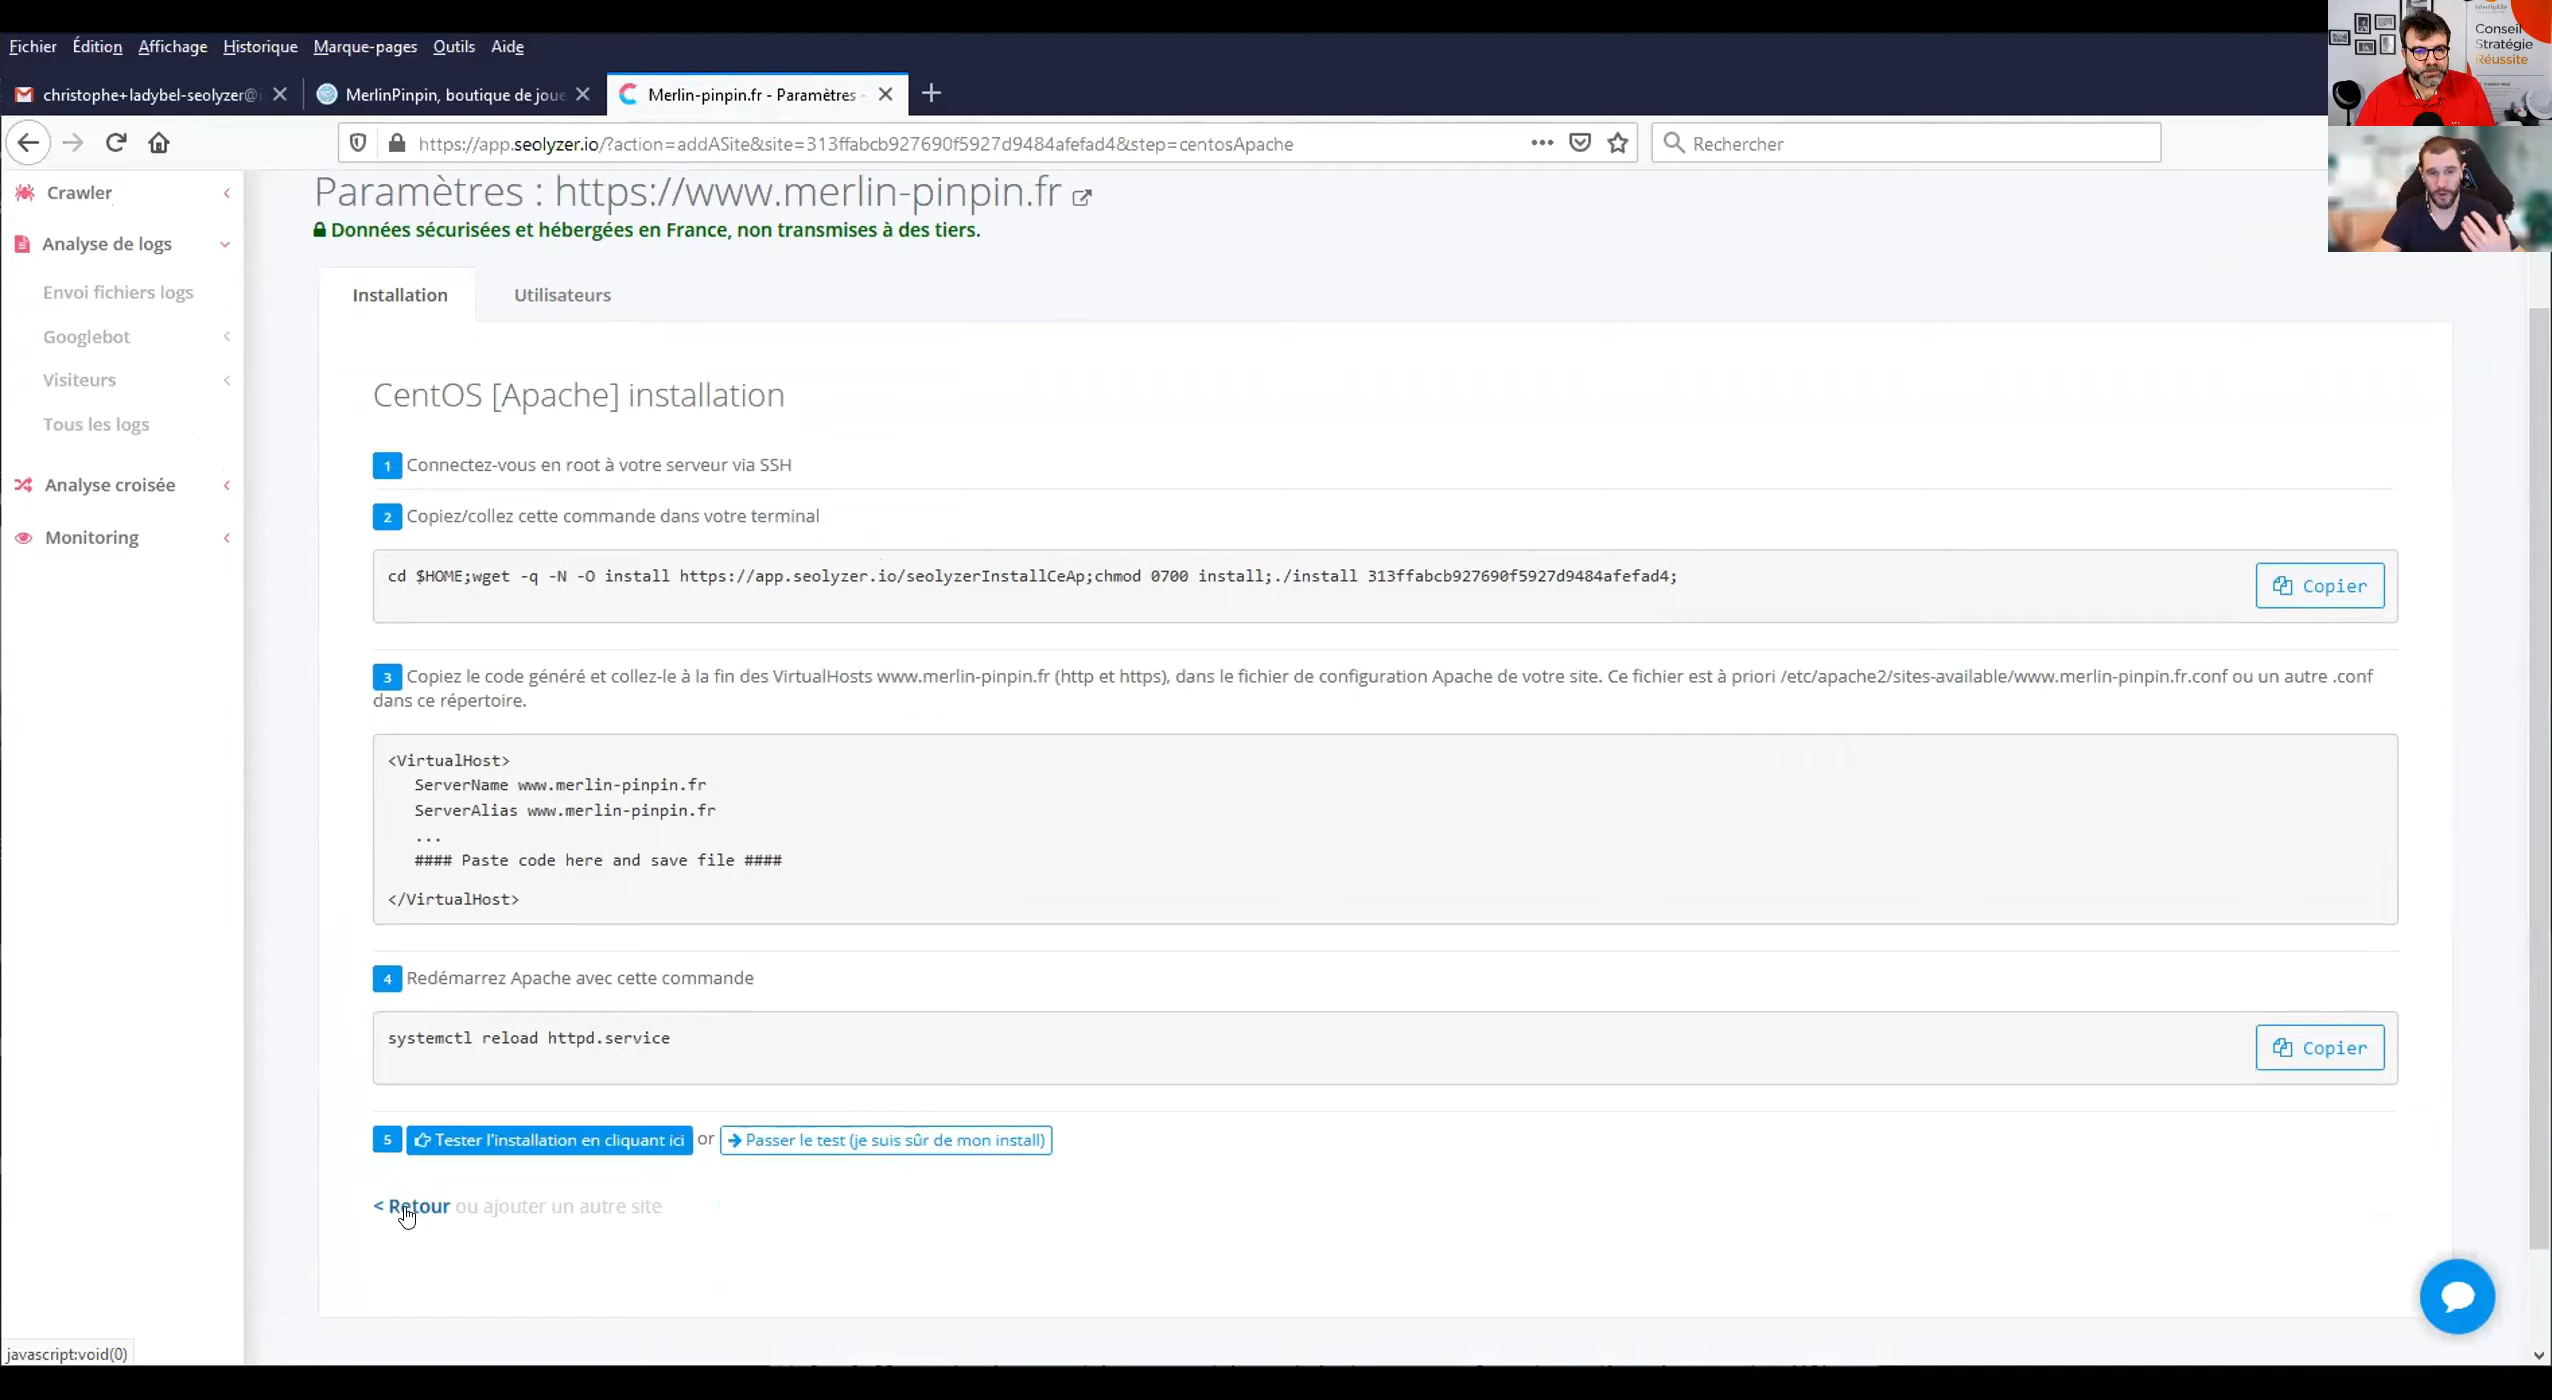 Fichier Édition Affichage Historique Marque-pages Outils Aide
christophe+ladybel-seolyzer@
MerlinPinpin, boutique de joue
Merlin-pinpin.fr - Paramètres -
https://app.seolyzer.io/?action=addASite&site=313ffabcb927690f5927d9484afefad4&step=centosApache
Rechercher
Conseil
Stratégie
Réussite
Crawler
Analyse de logs
Envoi fichiers logs
Googlebot
Visiteurs
Tous les logs
Analyse croisée
Monitoring
Paramètres : https://www.merlin-pinpin.fr
Données sécurisées et hébergées en France, non transmises à des tiers.
Installation Utilisateurs
CentOS [Apache] installation
1 Connectez-vous en root à votre serveur via SSH
2 Copiez/collez cette commande dans votre terminal
cd $HOME;wget -q -N -O install https://app.seolyzer.io/seolyzerInstallCeAp;chmod 0700 install;./install 313ffabcb927690f5927d9484afefad4;
Copier
3 Copiez le code généré et collez-le à la fin des VirtualHosts www.merlin-pinpin.fr (http et https), dans le fichier de configuration Apache de votre site. Ce fichier est à priori /etc/apache2/sites-available/www.merlin-pinpin.fr.conf ou un autre .conf
dans ce répertoire.
<VirtualHost>
ServerName www.merlin-pinpin.fr
ServerAlias www.merlin-pinpin.fr
...
#### Paste code here and save file ####
</VirtualHost>
4 Redémarrez Apache avec cette commande
systemctl reload httpd.service
Copier
5 Tester l'installation en cliquant ici or Passer le test (je suis sûr de mon install)
< Retour ou ajouter un autre site
javascript:void(0)